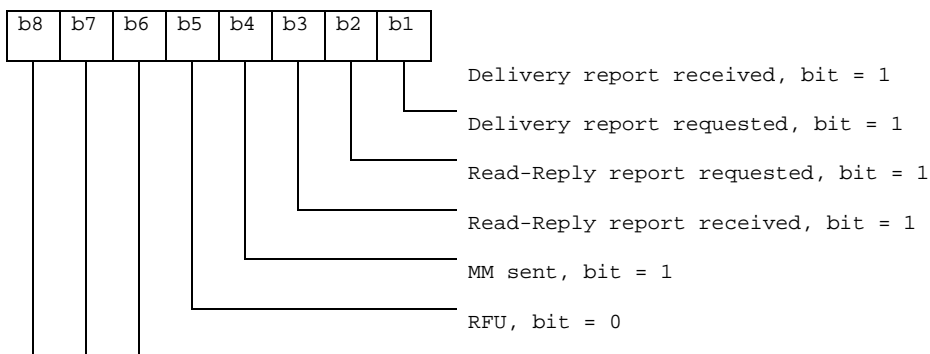 b8 b7 b6 b5 b4 b3 b2 b1
Delivery report received, bit = 1
Delivery report requested, bit = 1
Read-Reply report requested, bit = 1
Read-Reply report received, bit = 1
MM sent, bit = 1
RFU, bit = 0